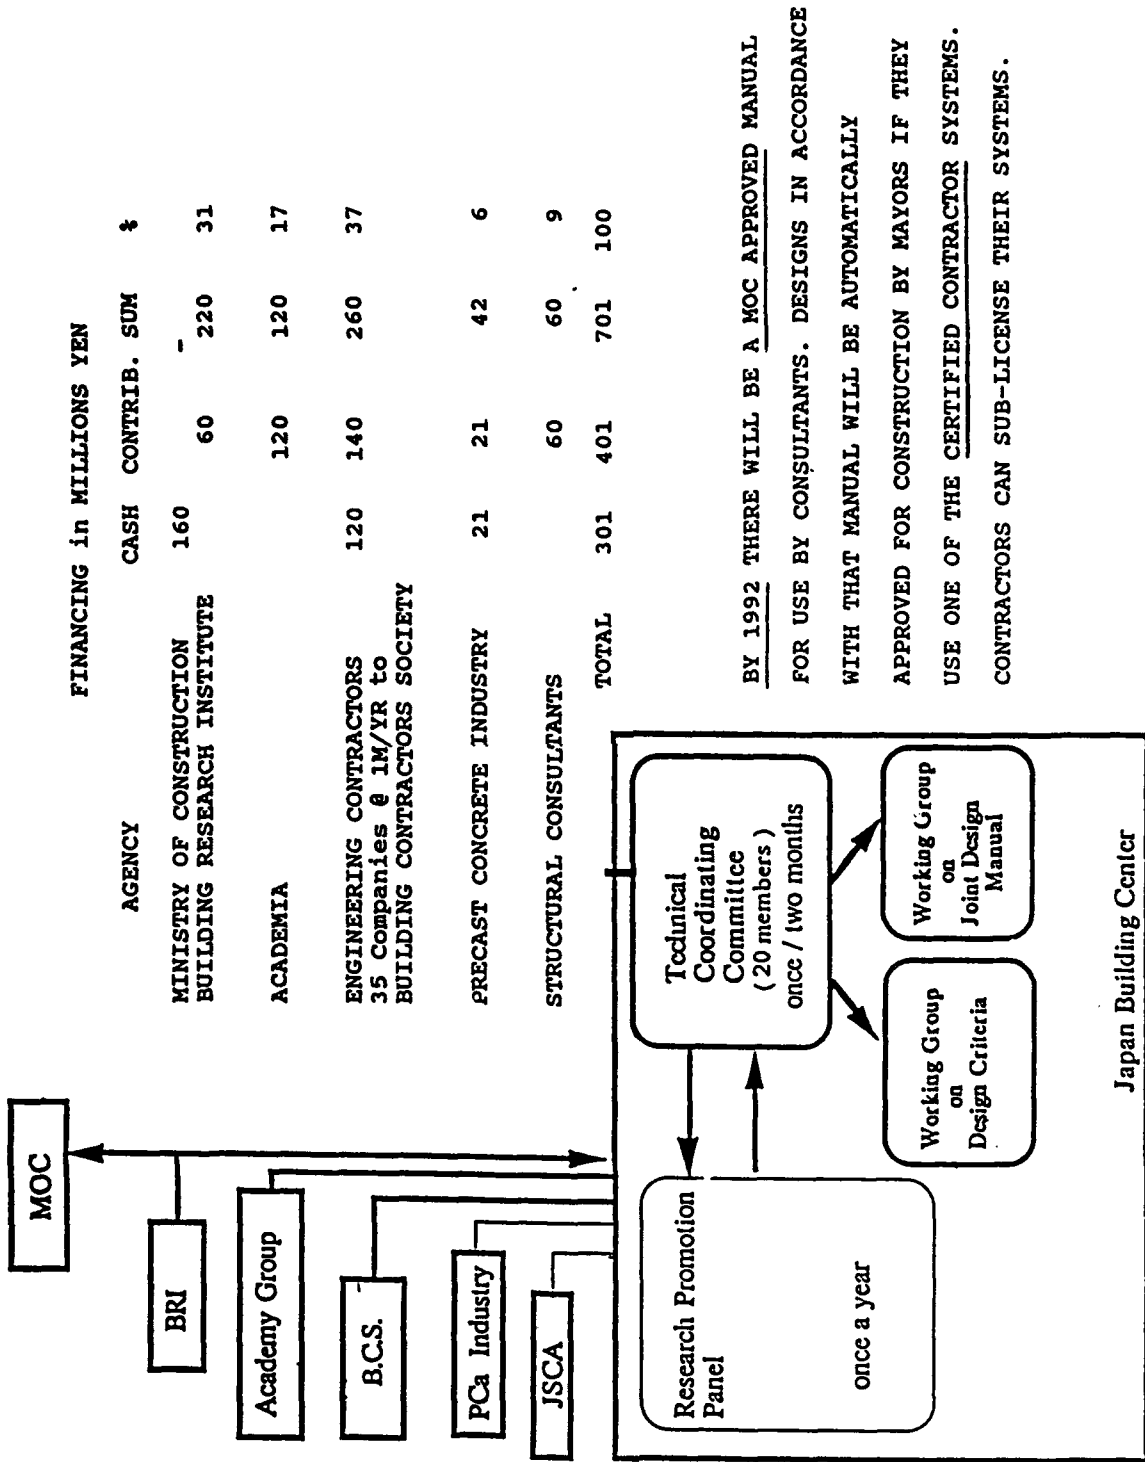 MOC
BRI
Academy Group
B.C.S.
PCa Industry
JSCA
Research Promotion
Panel
once a year
Technical
Coordinating
Committee
( 20 members )
once / two months
Working Group
on
Design Criteria
Working Group
on
Joint Design
Manual
Japan Building Center
FINANCING in MILLIONS YEN
AGENCY CASH CONTRIB. SUM %
MINISTRY OF CONSTRUCTION 160 -
BUILDING RESEARCH INSTITUTE 60 220 31
ACADEMIA 120 120 17
ENGINEERING CONTRACTORS 120 140 260 37
35 Companies @ 1M/YR to
BUILDING CONTRACTORS SOCIETY
PRECAST CONCRETE INDUSTRY 21 21 42 6
STRUCTURAL CONSULTANTS 60 60 9
TOTAL 301 401 701 100
BY 1992 THERE WILL BE A MOC APPROVED MANUAL
FOR USE BY CONSULTANTS. DESIGNS IN ACCORDANCE
WITH THAT MANUAL WILL BE AUTOMATICALLY
APPROVED FOR CONSTRUCTION BY MAYORS IF THEY
USE ONE OF THE CERTIFIED CONTRACTOR SYSTEMS.
CONTRACTORS CAN SUB-LICENSE THEIR SYSTEMS.